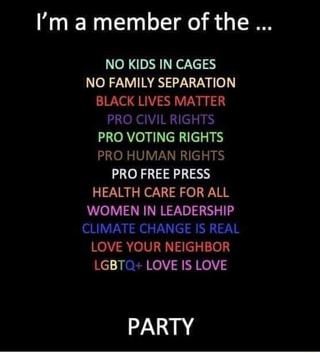 I'm a member of the ...
NO KIDS IN CAGES
NO FAMILY SEPARATION
BLACK LIVES MATTER
PRO CIVIL RIGHTS
PRO VOTING RIGHTS
PRO HUMAN RIGHTS
PRO FREE PRESS
HEALTH CARE FOR ALL
WOMEN IN LEADERSHIP
CLIMATE CHANGE IS REAL
LOVE YOUR NEIGHBOR
LGBTQ+ LOVE IS LOVE
PARTY